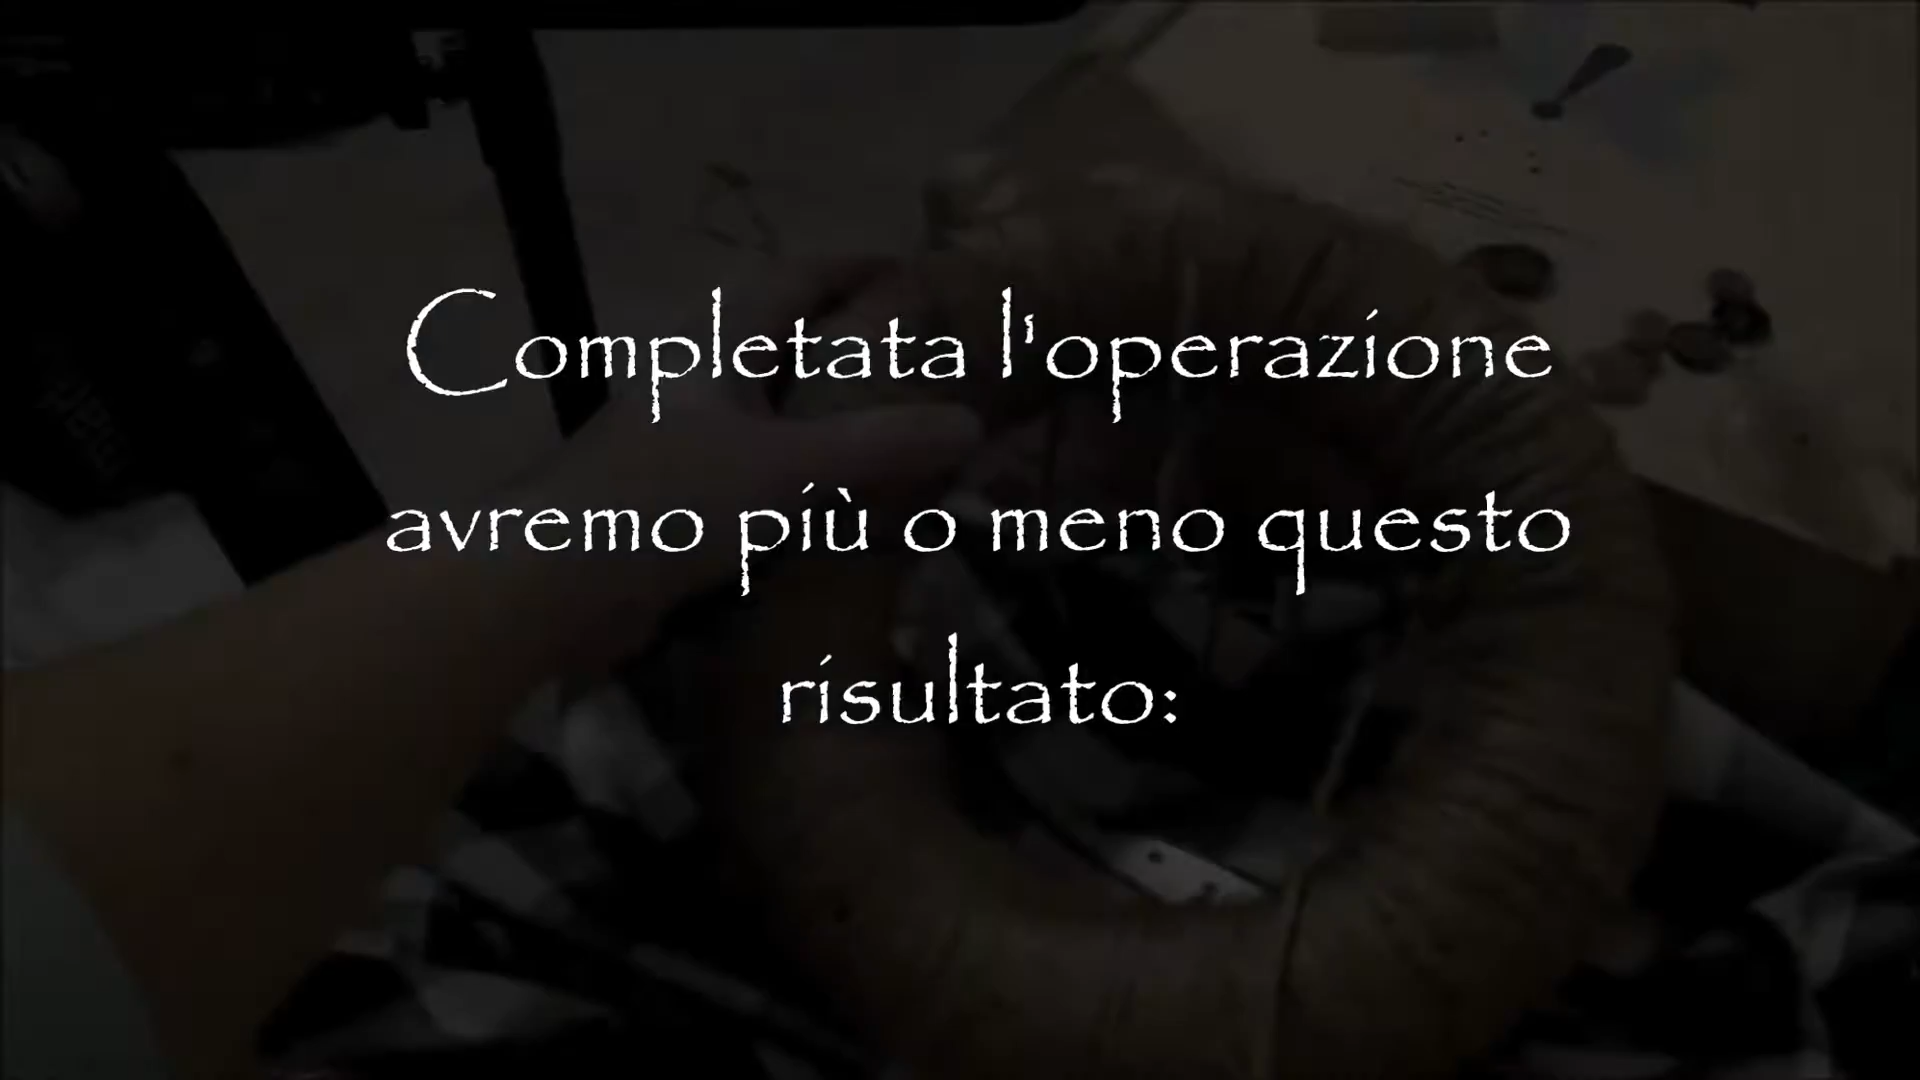 Completata l'operazione
avremo più o meno questo
risultato: